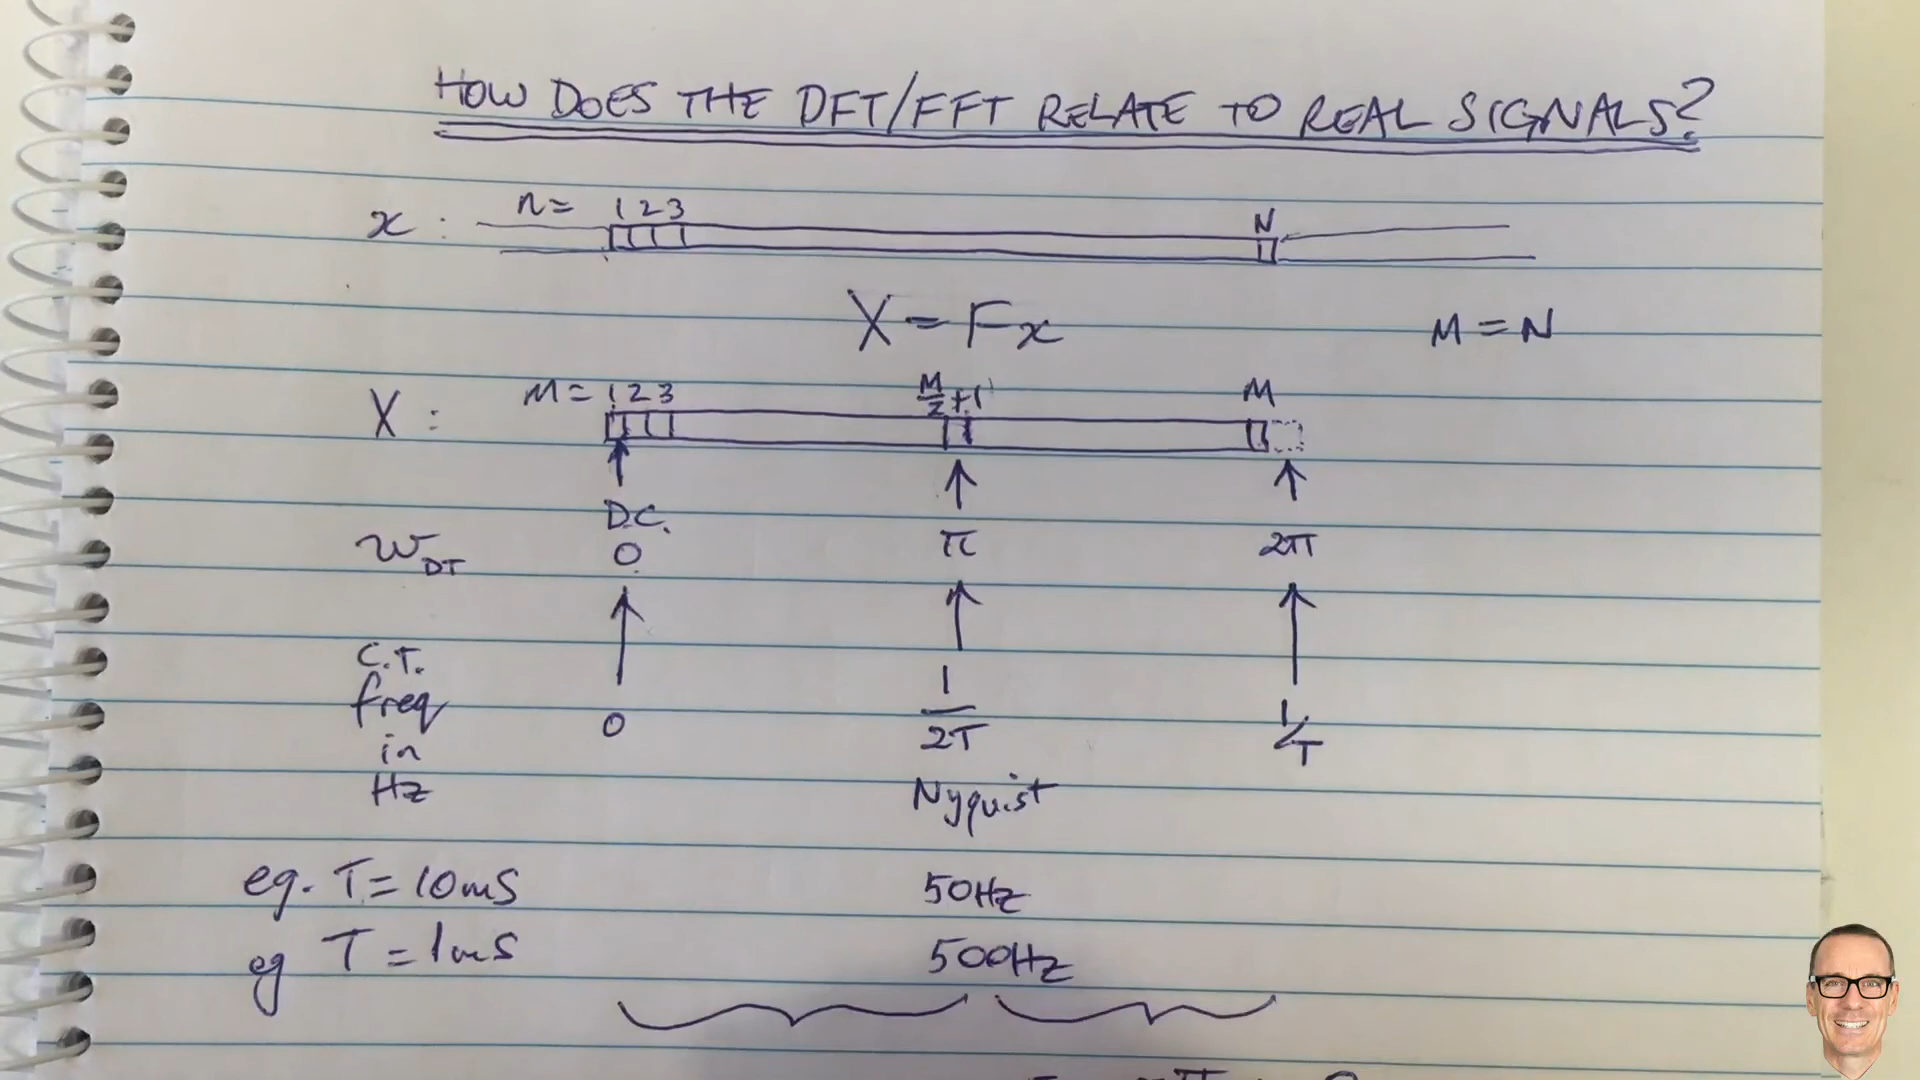 HOW DOES THE DFT/FFT RELATE TO REAL SIGNALS?
x : n = 1 2 3 N
X = Fx M = N
X : M = 1 2 3 M/2 +1 M
D.C.
ω_DT 0 π 2π
C.T.
freq
in
Hz
0 1/2T 1/T
Nyquist
eg. T = 10mS 50Hz
eg T = 1mS 500Hz